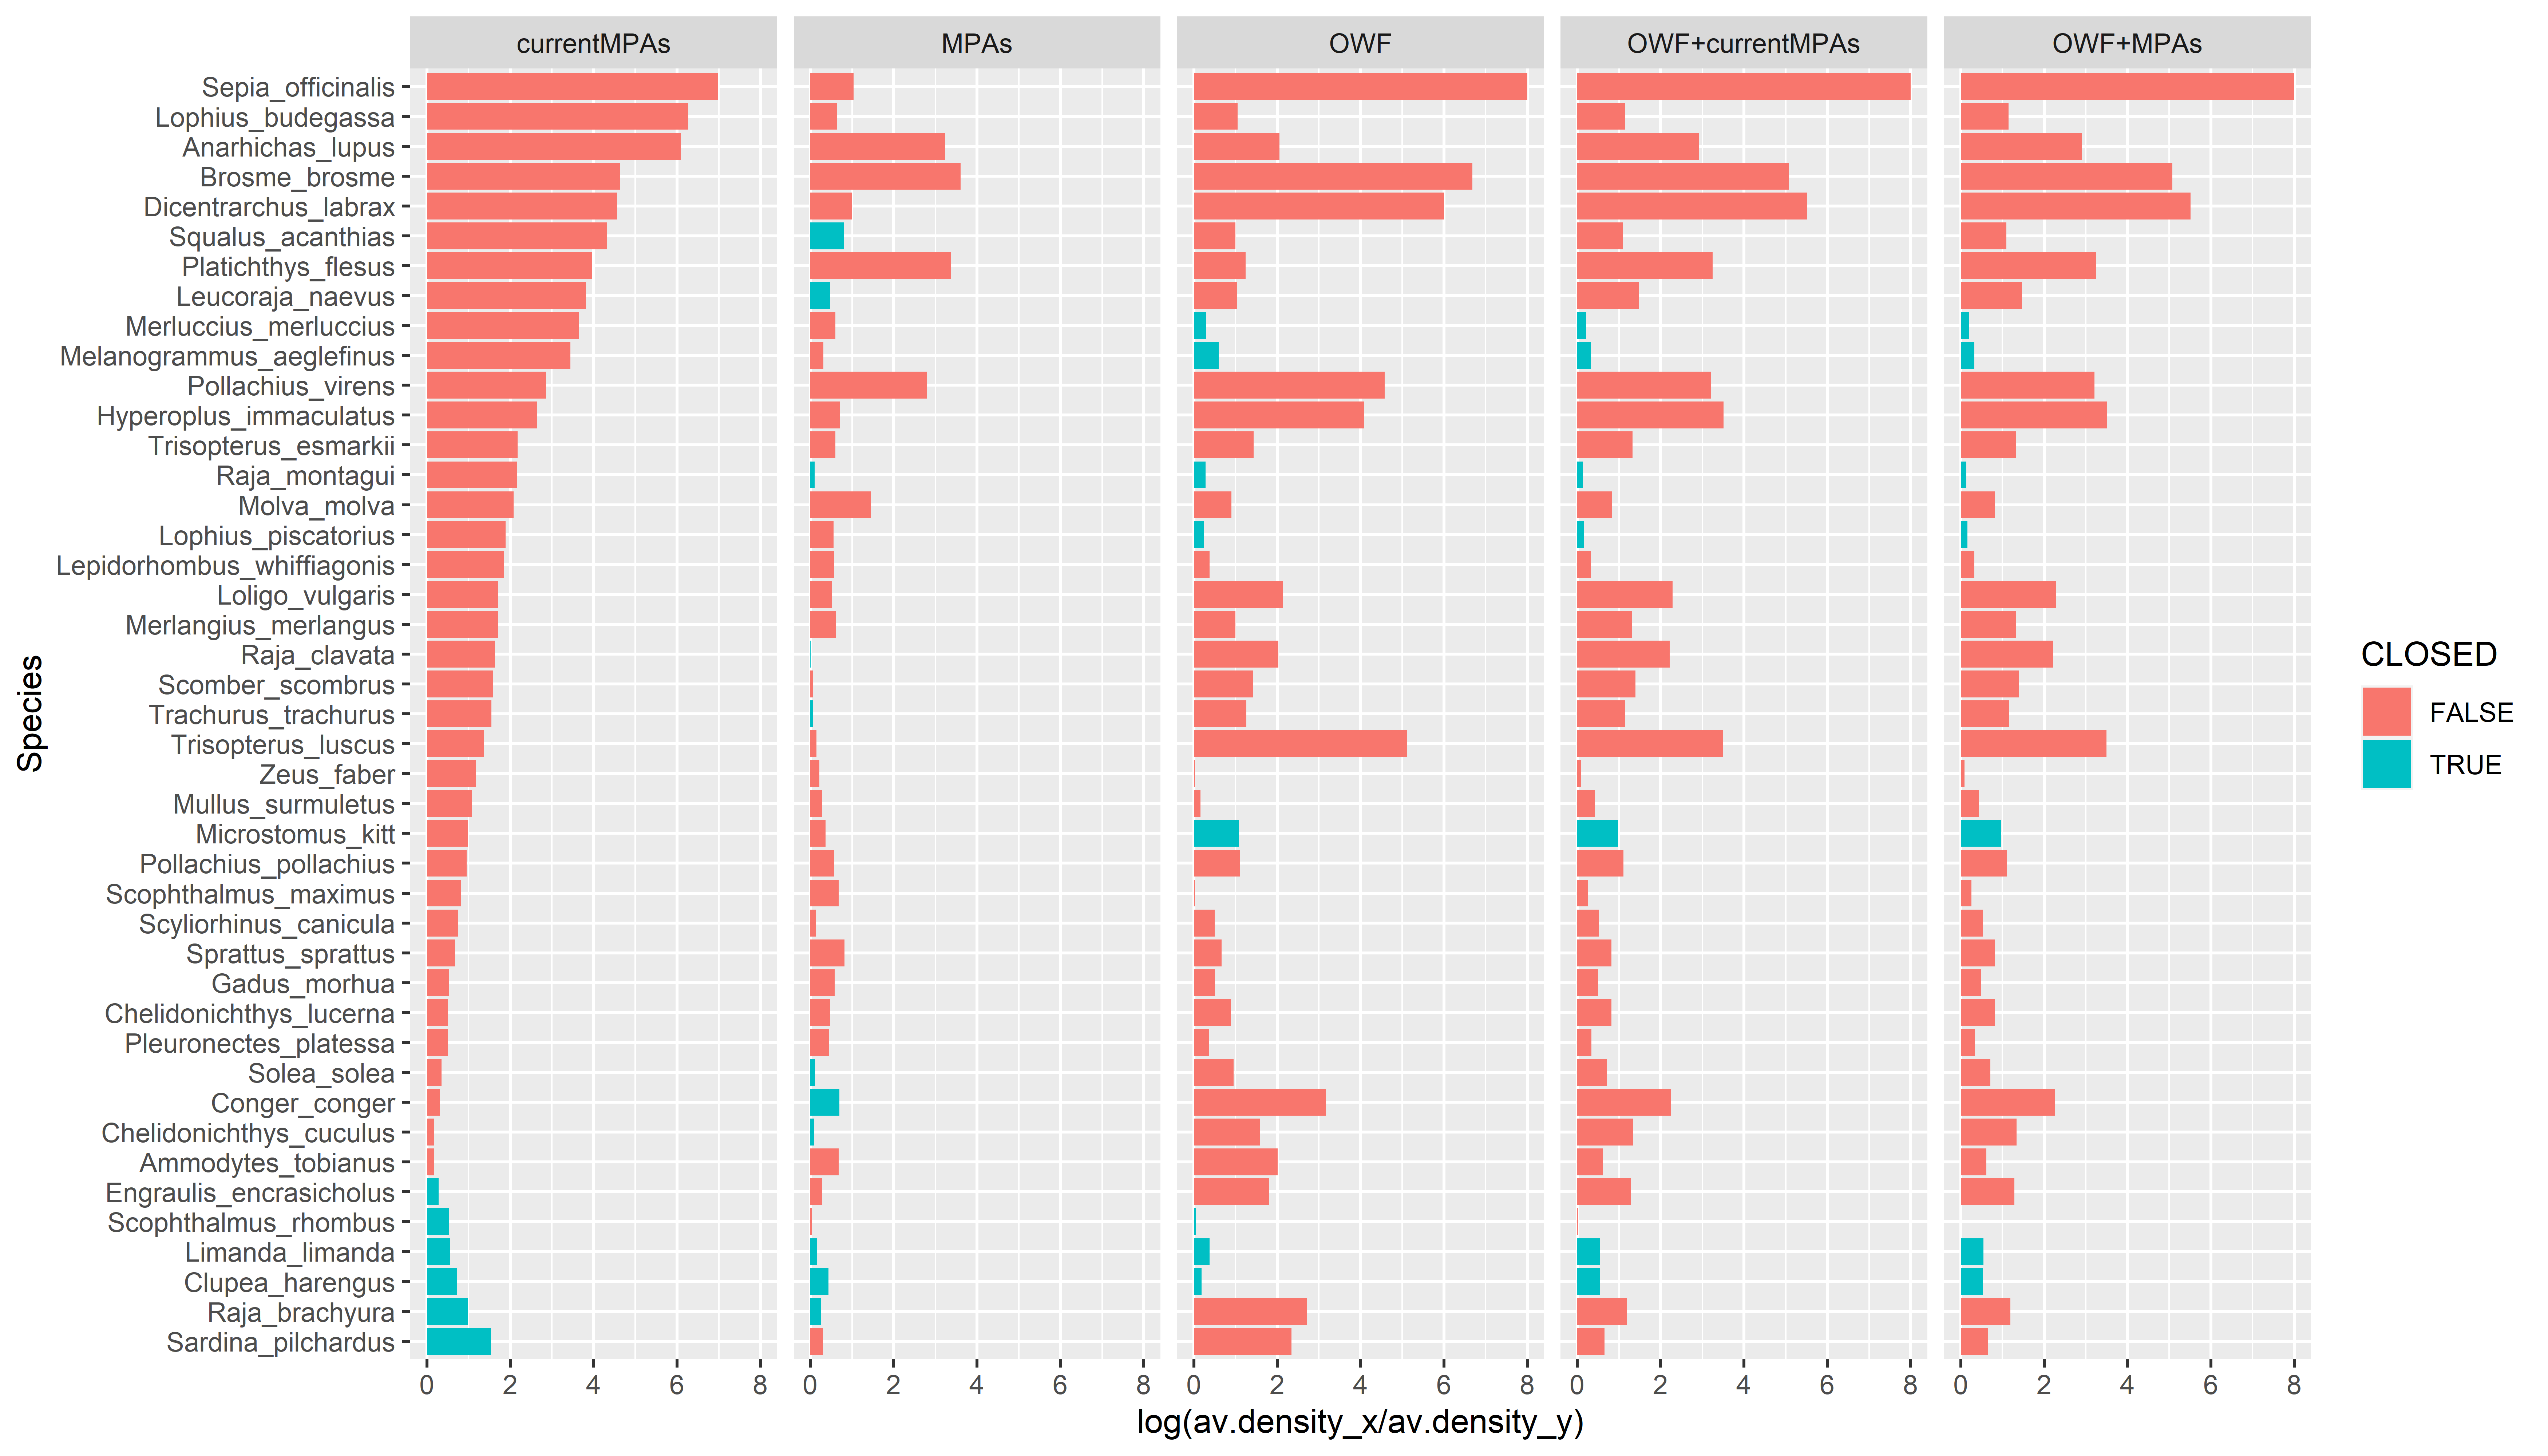 currentMPAs MPAs OWF OWF+currentMPAs OWF+MPAs
Sepia_officinalis
Lophius_budegassa
Anarhichas_lupus
Brosme_brosme
Dicentrarchus_labrax
Squalus_acanthias
Platichthys_flesus
Leucoraja_naevus
Merluccius_merluccius
Melanogrammus_aeglefinus
Pollachius_virens
Hyperoplus_immaculatus
Trisopterus_esmarkii
Raja_montagui
Molva_molva
Lophius_piscatorius
Lepidorhombus_whiffiagonis
Loligo_vulgaris
Merlangius_merlangus
Raja_clavata
Scomber_scombrus
Trachurus_trachurus
Trisopterus_luscus
Zeus_faber
Mullus_surmuletus
Microstomus_kitt
Pollachius_pollachius
Scophthalmus_maximus
Scyliorhinus_canicula
Sprattus_sprattus
Gadus_morhua
Chelidonichthys_lucerna
Pleuronectes_platessa
Solea_solea
Conger_conger
Chelidonichthys_cuculus
Ammodytes_tobianus
Engraulis_encrasicholus
Scophthalmus_rhombus
Limanda_limanda
Clupea_harengus
Raja_brachyura
Sardina_pilchardus
Species
0 2 4 6 8 0 2 4 6 8 0 2 4 6 8 0 2 4 6 8 0 2 4 6 8
log(av.density_x/av.density_y)
CLOSED
FALSE
TRUE